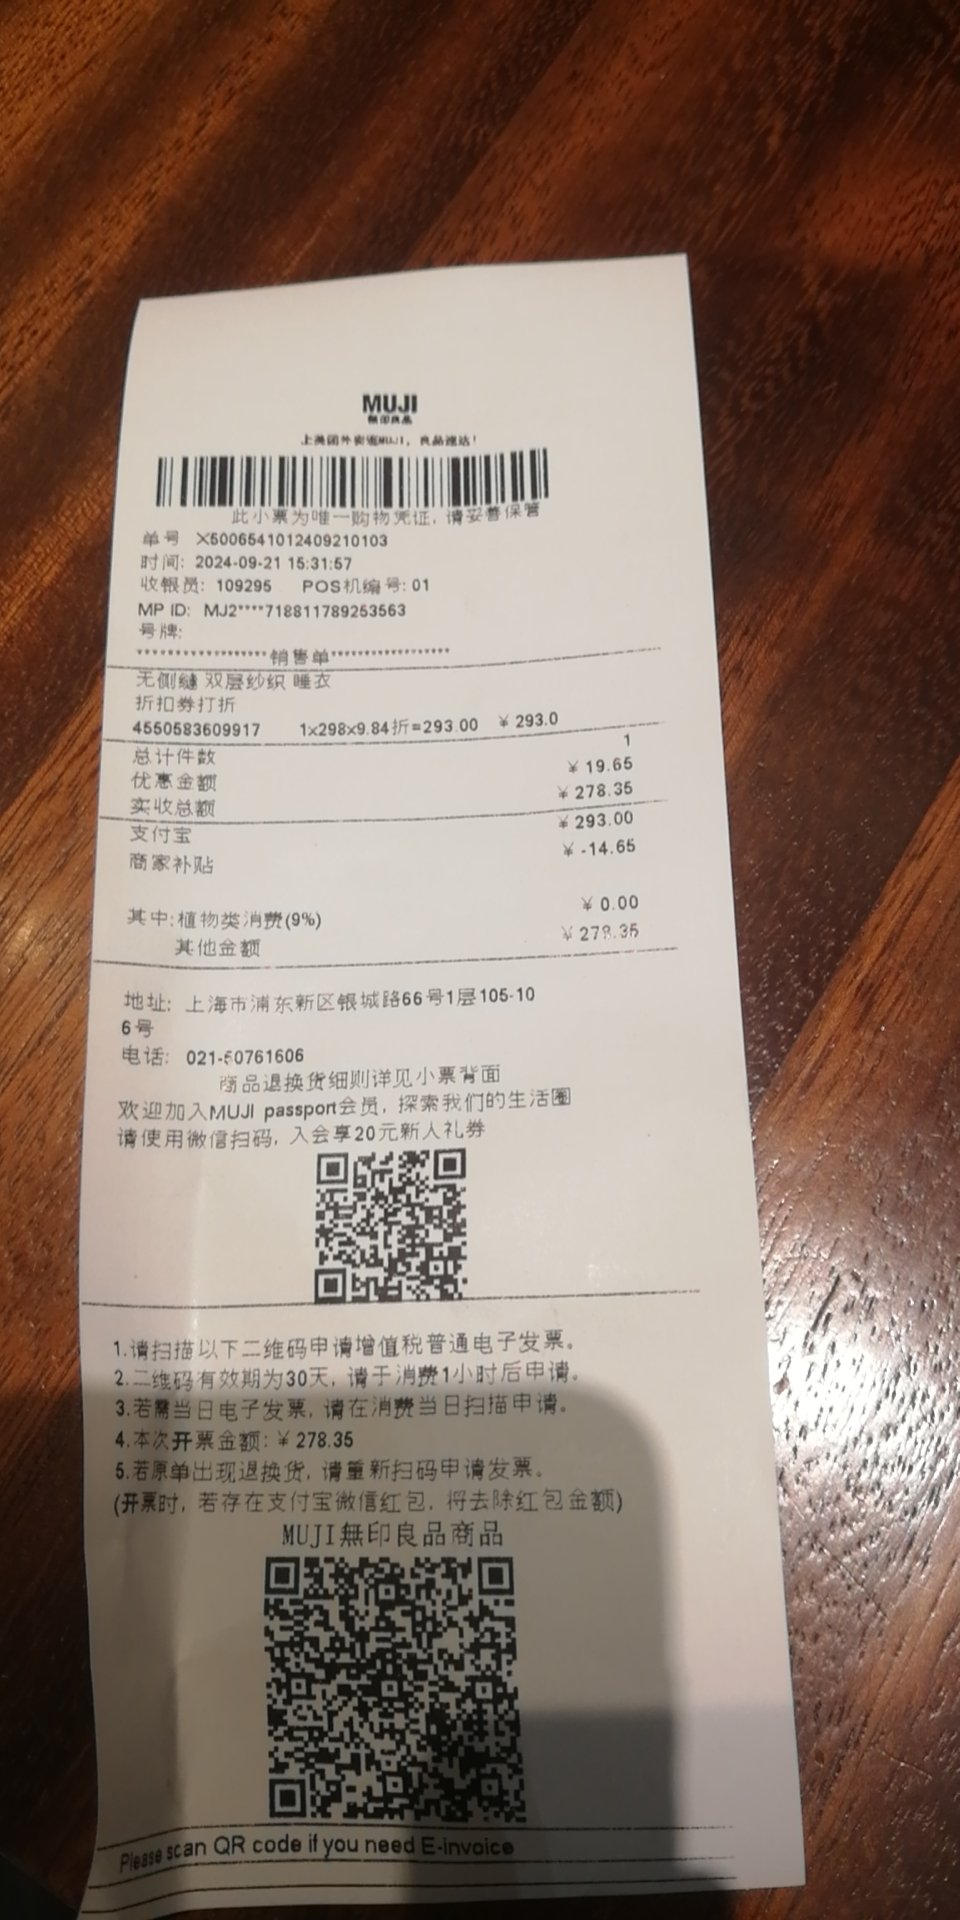 MUJI
無印良品
上美团外卖逛MUJI，良品速达！
此小票为唯一购物凭证, 请妥善保管
单号 X5006541012409210103
时间: 2024-09-21 15:31:57
收银员: 109295 POS机编号: 01
MP ID: MJ2****718811789253563
号牌:
******************销售单*****************
无侧缝 双层纱织 睡衣
折扣券打折
4550583609917 1x298x9.84折=293.00 ¥ 293.0
总计件数 1
优惠金额 ¥ 19.65
实收总额 ¥ 278.35
支付宝 ¥ 293.00
商家补贴 ¥ -14.65
其中:植物类消费(9%) ¥ 0.00
其他金额 ¥ 278.35
地址: 上海市浦东新区银城路66号1层105-10
6号
电话: 021-60761606
商品退换货细则详见小票背面
欢迎加入MUJI passport会员, 探索我们的生活圈
请使用微信扫码, 入会享20元新人礼券
1.请扫描以下二维码申请增值税普通电子发票。
2.二维码有效期为30天, 请于消费1小时后申请。
3.若需当日电子发票, 请在消费当日扫描申请。
4.本次开票金额: ¥ 278.35
5.若原单出现退换货, 请重新扫码申请发票。
(开票时, 若存在支付宝微信红包, 将去除红包金额)
MUJI無印良品商品
Please scan QR code if you need E-invoice